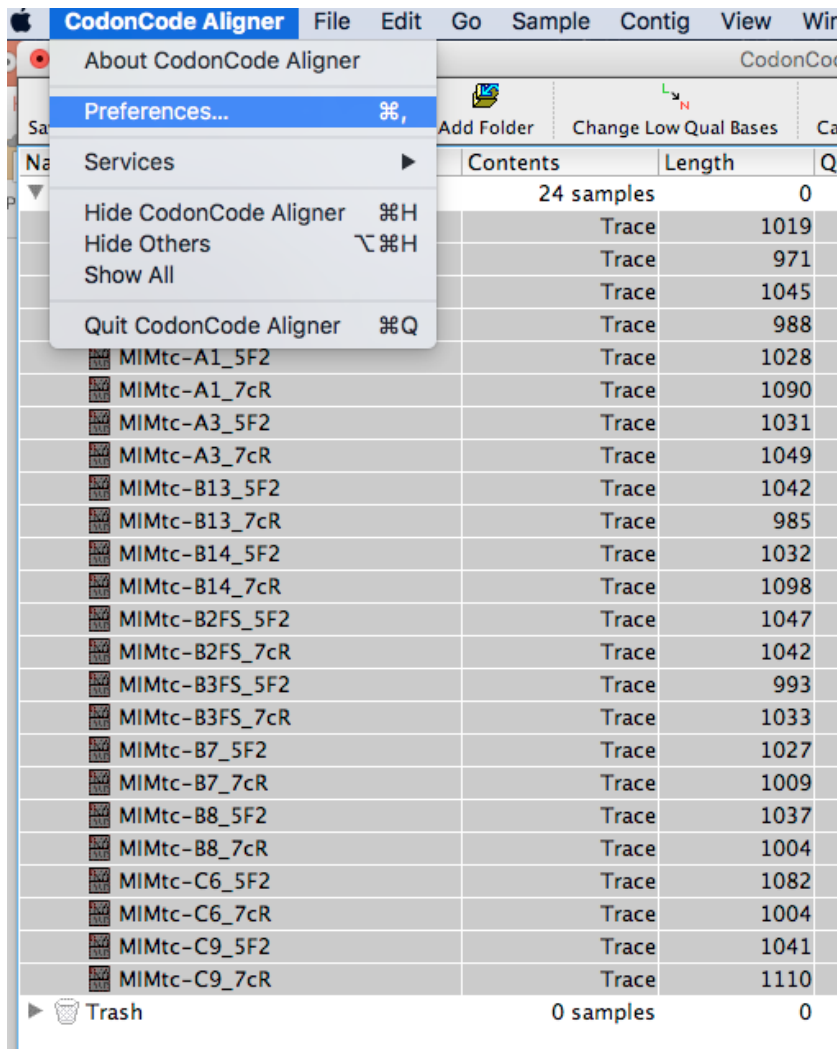 CodonCode Aligner File Edit Go Sample Contig View
About CodonCode Aligner
Preferences... ⌘,
Services ▶
Hide CodonCode Aligner ⌘H
Hide Others ⌥⌘H
Show All
Quit CodonCode Aligner ⌘Q
Add Folder Change Low Qual Bases
Contents Length
24 samples 0
Trace 1019
Trace 971
Trace 1045
Trace 988
MIMtc-A1_5F2 Trace 1028
MIMtc-A1_7cR Trace 1090
MIMtc-A3_5F2 Trace 1031
MIMtc-A3_7cR Trace 1049
MIMtc-B13_5F2 Trace 1042
MIMtc-B13_7cR Trace 985
MIMtc-B14_5F2 Trace 1032
MIMtc-B14_7cR Trace 1098
MIMtc-B2FS_5F2 Trace 1047
MIMtc-B2FS_7cR Trace 1042
MIMtc-B3FS_5F2 Trace 993
MIMtc-B3FS_7cR Trace 1033
MIMtc-B7_5F2 Trace 1027
MIMtc-B7_7cR Trace 1009
MIMtc-B8_5F2 Trace 1037
MIMtc-B8_7cR Trace 1004
MIMtc-C6_5F2 Trace 1082
MIMtc-C6_7cR Trace 1004
MIMtc-C9_5F2 Trace 1041
MIMtc-C9_7cR Trace 1110
Trash 0 samples 0